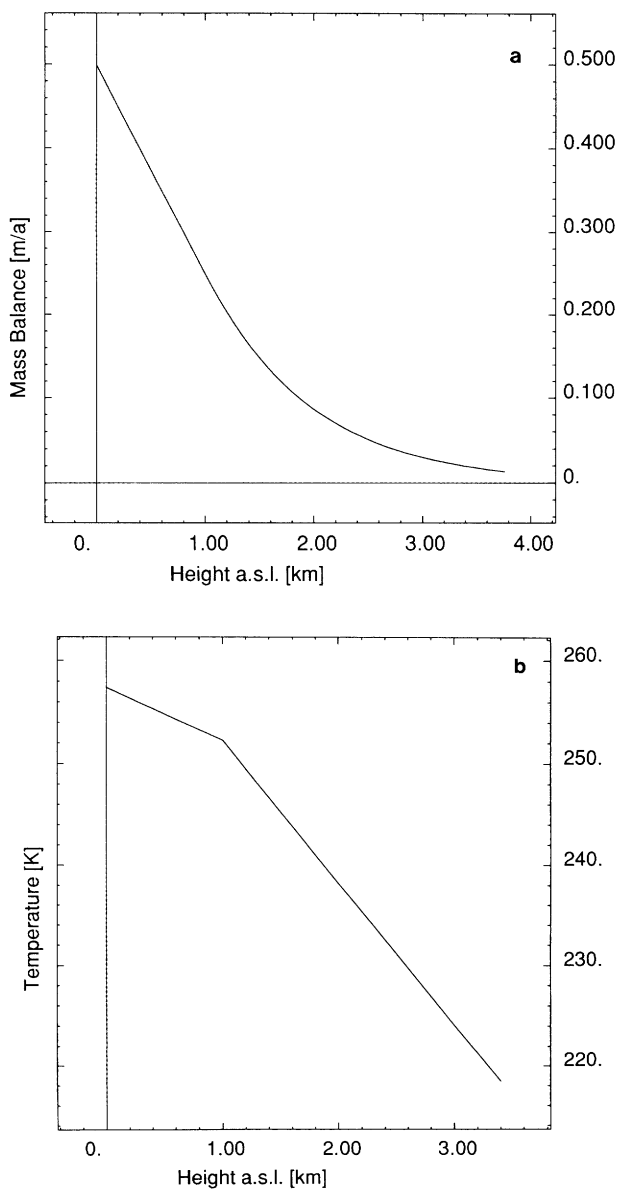 a
0.500
0.400
0.300
0.200
0.100
0.
Mass Balance [m/a]
0. 1.00 2.00 3.00 4.00
Height a.s.l. [km]
b
260.
250.
240.
230.
220.
Temperature [K]
0. 1.00 2.00 3.00
Height a.s.l. [km]